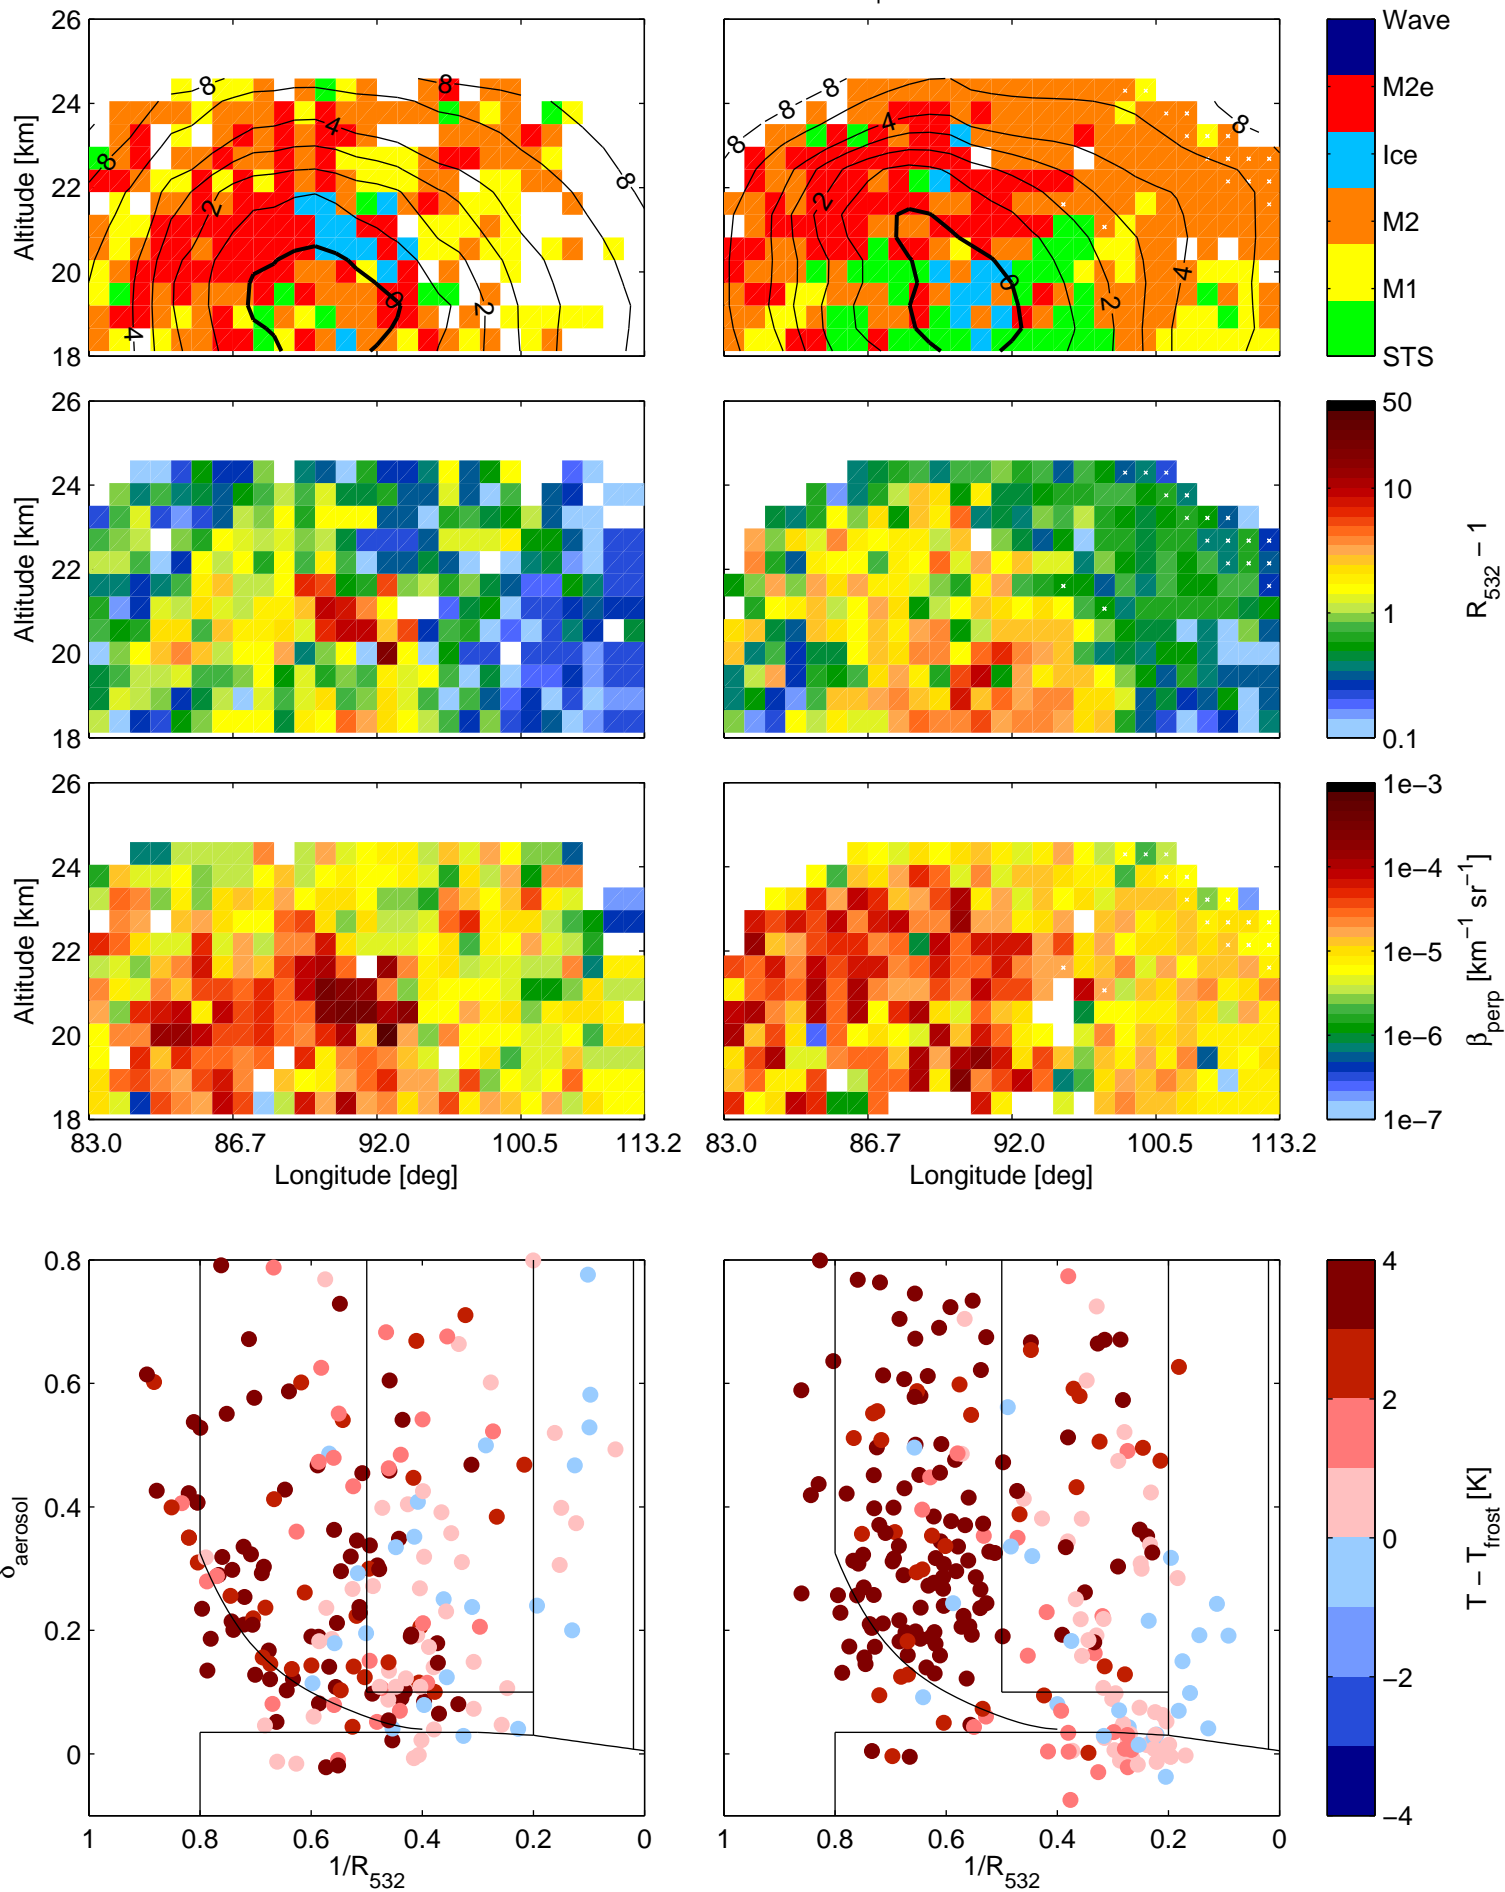 26
24
22
20
18
Altitude [km]
8
8
8
4
8
2
0
2
4
8
8
8
8
4
2
0
2
4
Wave
M2e
Ice
M2
M1
STS
26
24
22
20
18
Altitude [km]
50
10
1
0.1
R532 − 1
26
24
22
20
18
Altitude [km]
83.0 86.7 92.0 100.5 113.2
Longitude [deg]
83.0 86.7 92.0 100.5 113.2
Longitude [deg]
1e−3
1e−4
1e−5
1e−6
1e−7
βperp [km−1 sr−1]
0.8
0.6
0.4
0.2
0
δaerosol
1 0.8 0.6 0.4 0.2 0
1/R532
1 0.8 0.6 0.4 0.2 0
1/R532
4
2
0
−2
−4
T − Tfrost [K]